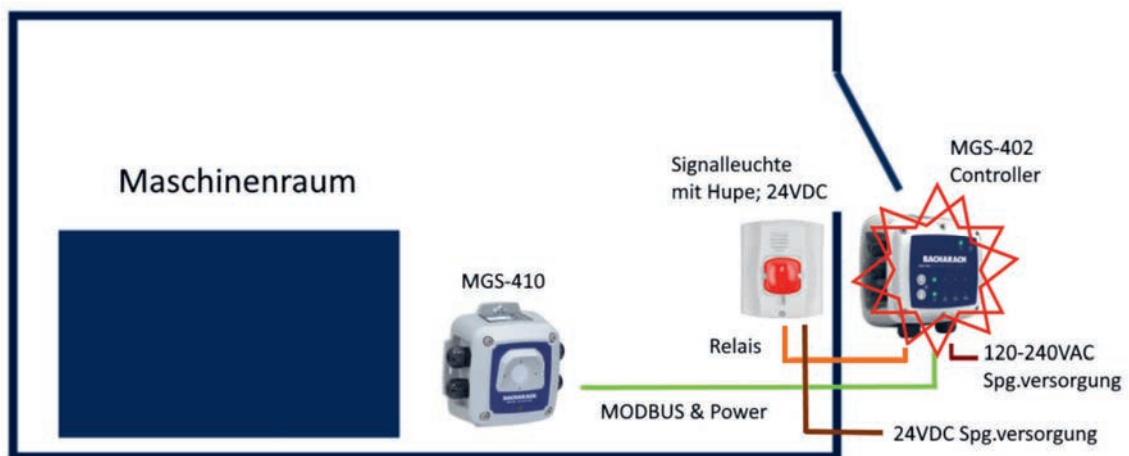 Maschinenraum
Signalleuchte
mit Hupe; 24VDC
MGS-402
Controller
BACHARACH
MGS-410
BACHARACH
Relais
MODBUS & Power
120-240VAC
Spg.versorgung
24VDC Spg.versorgung